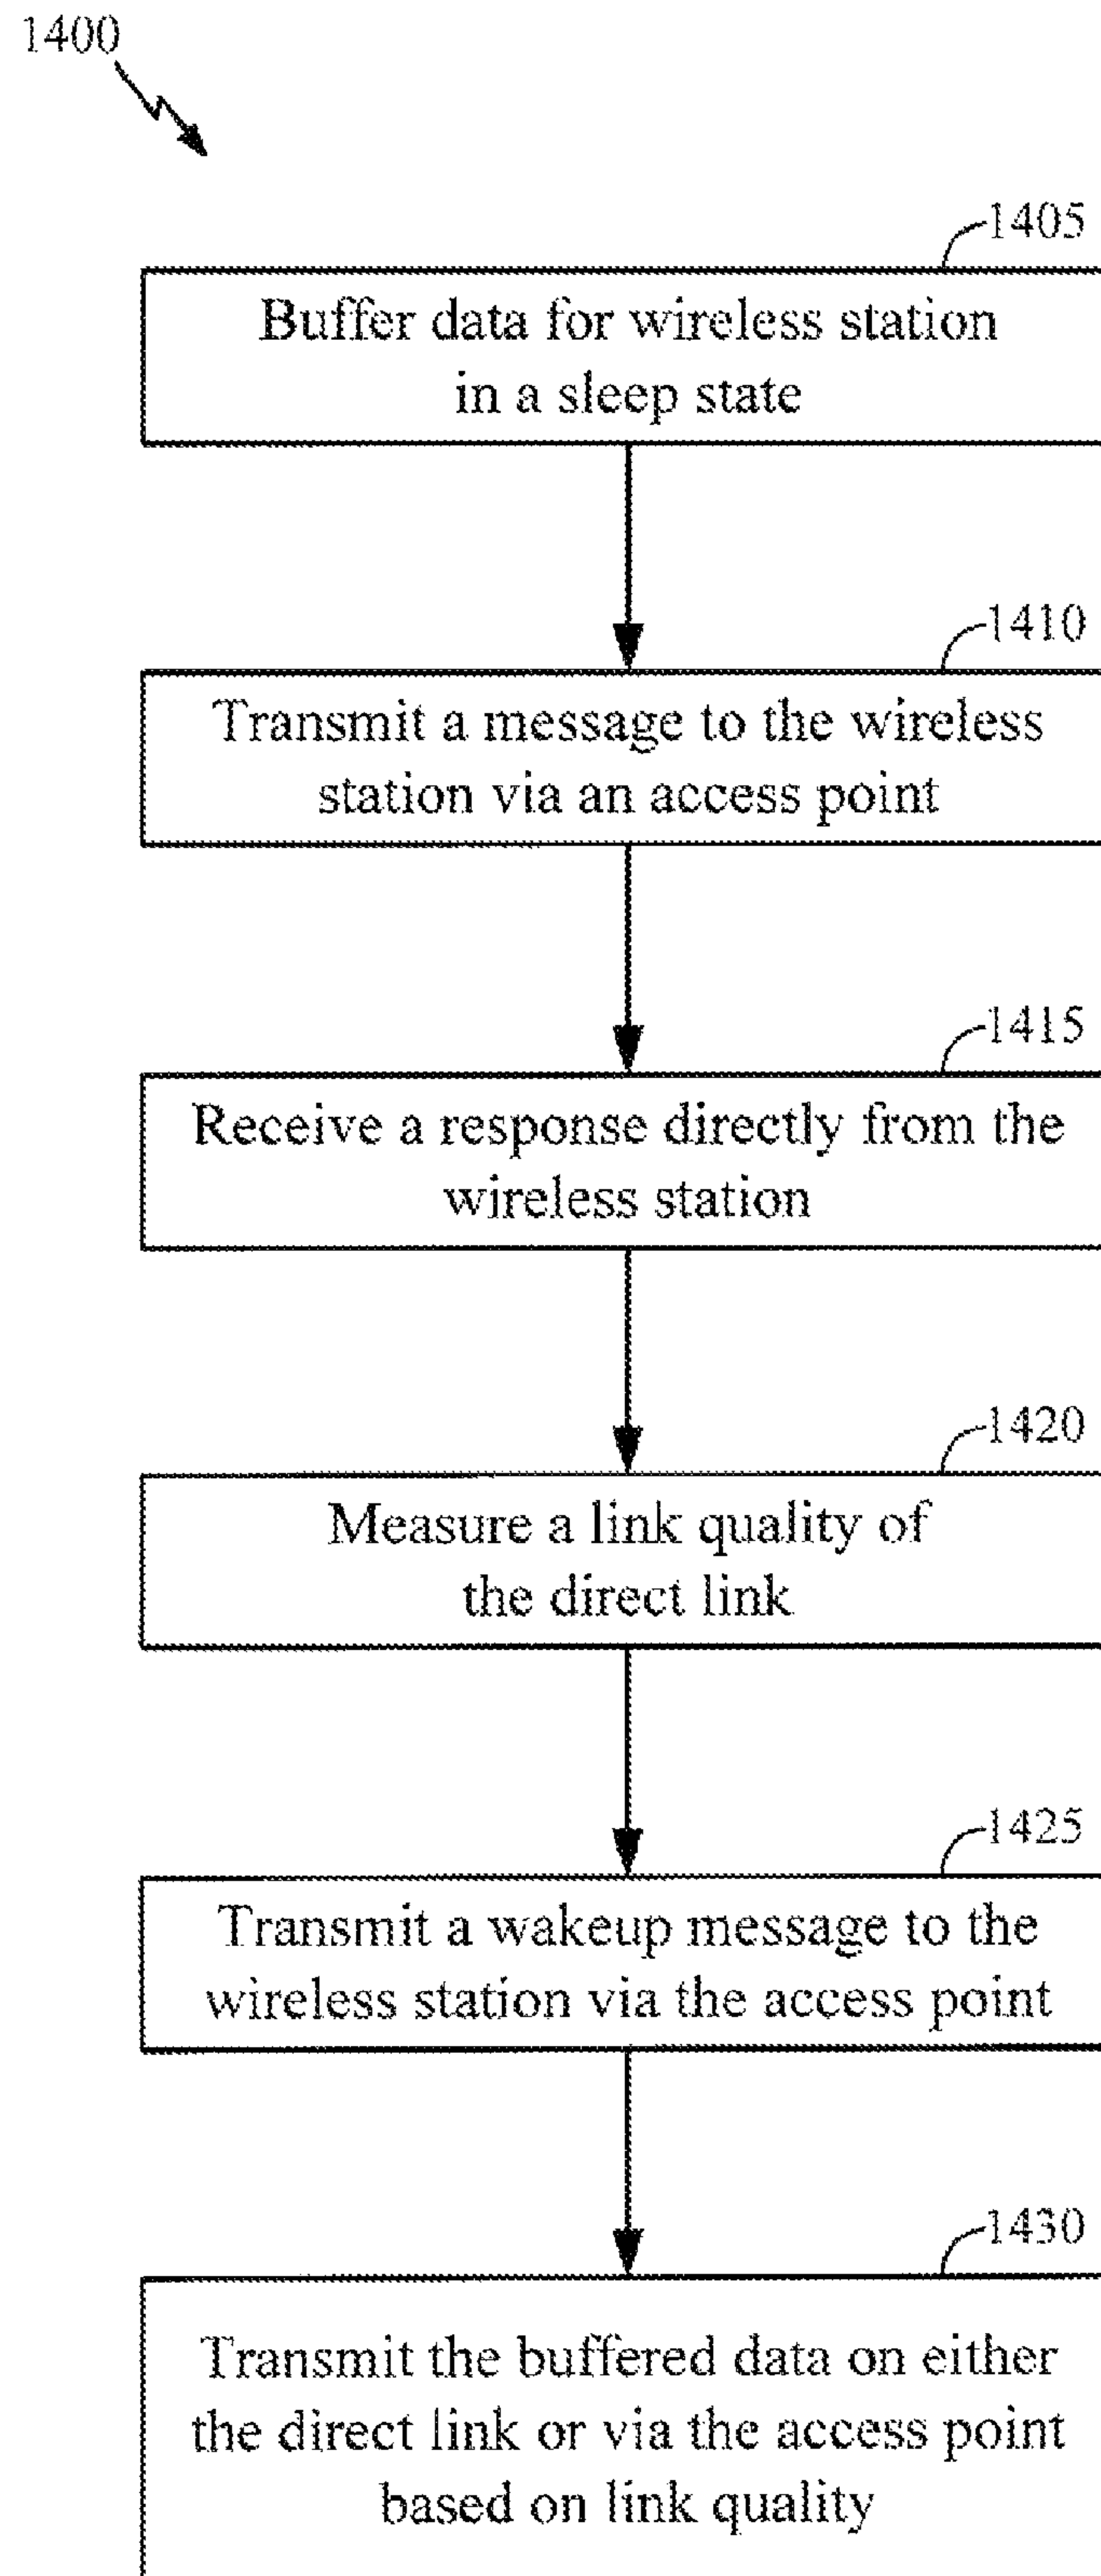 1400
1405
Buffer data for wireless station
in a sleep state
1410
Transmit a message to the wireless
station via an access point
1415
Receive a response directly from the
wireless station
1420
Measure a link quality of
the direct link
1425
Transmit a wakeup message to the
wireless station via the access point
1430
Transmit the buffered data on either
the direct link or via the access point
based on link quality